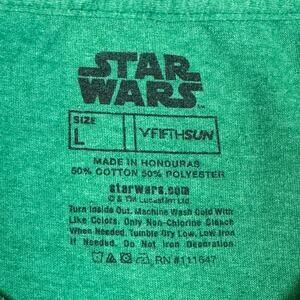 STAR
WARS
SIZE
L
FIFTHSUN
MADE IN HONDURAS
50% COTTON 50% POLYESTER
starwars.com
© & TM Lucasfilm Ltd.
Turn Inside Out. Machine Wash Cold With
Like Colors. Only Non-Chlorine Bleach
When Needed. Tumble Dry Low. Low Iron
If Needed. Do Not Iron Decoration
RN #111647